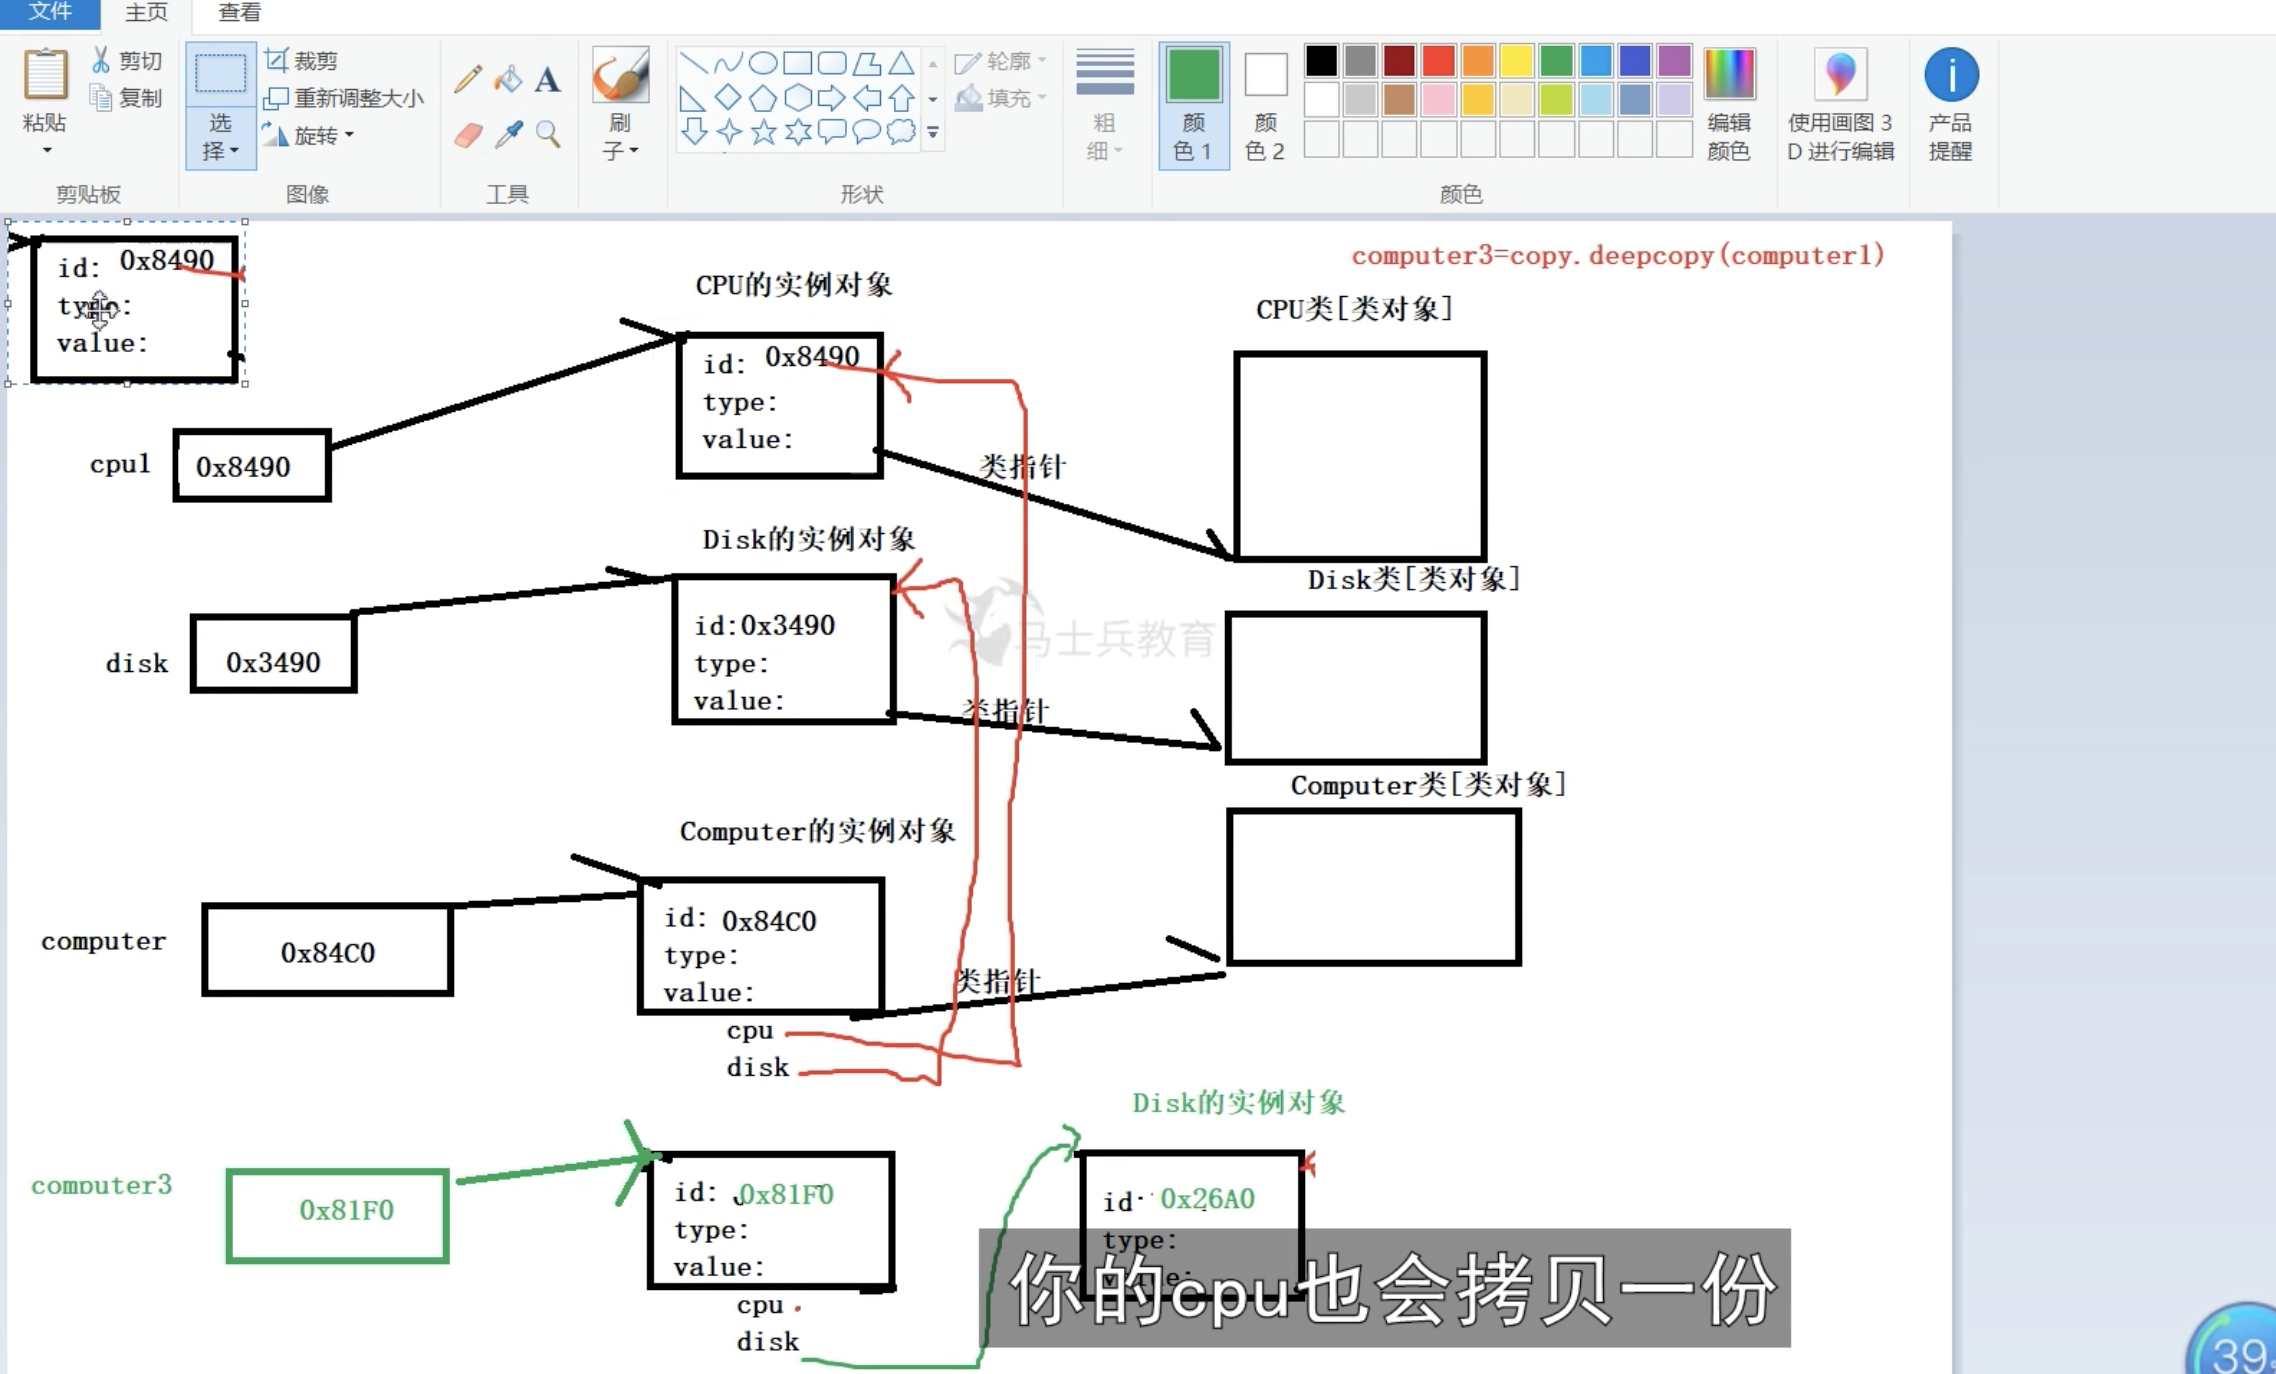 文件 主页 查看
粘贴
剪切
复制
剪贴板
选择
裁剪
重新调整大小
旋转
图像
工具
刷子
形状
轮廓
填充
粗细
颜色 1
颜色 2
颜色
编辑颜色
使用画图 3D 进行编辑
产品提醒
computer3=copy.deepcopy(computer1)
id: 0x8490
type:
value:
CPU的实例对象
CPU类[类对象]
id: 0x8490
type:
value:
cpu1 0x8490
类指针
Disk的实例对象
Disk类[类对象]
disk 0x3490
id:0x3490
type:
value:
马士兵教育
类指针
Computer类[类对象]
Computer的实例对象
computer 0x84C0
id: 0x84C0
type:
value:
类指针
cpu
disk
Disk的实例对象
computer3 0x81F0
id: 0x81F0
type:
value:
cpu
disk
id: 0x26A0
type:
value:
你的cpu也会拷贝一份
39